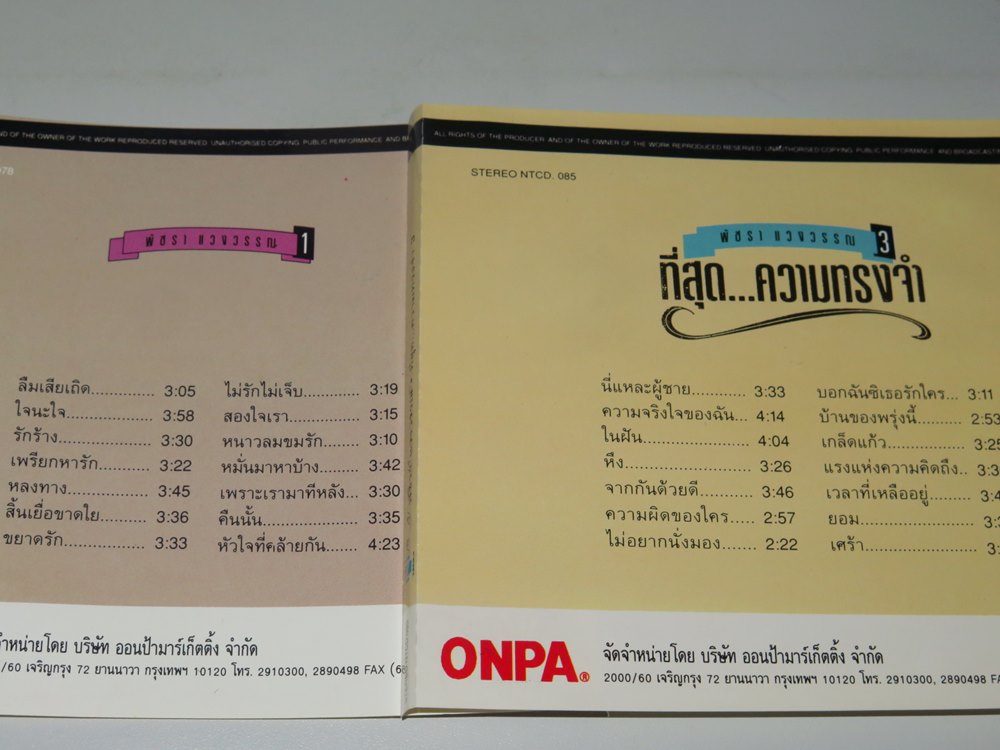 ND OF THE OWNER OF THE WORK REPRODUCED RESERVED. UNAUTHORISED COPYING. PUBLIC PERFORMANCE AND
078
พัชรา แวงวรรณ 1
ลืมเสียเถิด............ 3:05
ใจนะใจ................ 3:58
รักร้าง.................. 3:30
เพรียกหารัก........... 3:22
หลงทาง............... 3:45
สิ้นเยื่อขาดใย......... 3:36
ขยาดรัก................ 3:33
ไม่รักไม่เจ็บ........... 3:19
สองใจเรา.............. 3:15
หนาวลมขมรัก........ 3:10
หมั่นมาหาบ้าง........ 3:42
เพราะเรามาทีหลัง... 3:30
คืนนั้น.................. 3:35
หัวใจที่คล้ายกัน....... 4:23
จำหน่ายโดย บริษัท ออนป้ามาร์เก็ตติ้ง จำกัด
/60 เจริญกรุง 72 ยานนาวา กรุงเทพฯ 10120 โทร. 2910300, 2890498 FAX (6
ALL RIGHTS OF THE PRODUCER AND OF THE OWNER OF THE WORK REPRODUCED RESERVED. UNAUTHORISED COPYING. PUBLIC PERFORMANCE AND BROADCAST
STEREO NTCD. 085
พัชรา แวงวรรณ 3
ที่สุด...ความทรงจำ
นี่แหละผู้ชาย........... 3:33
ความจริงใจของฉัน... 4:14
ในฝัน.................... 4:04
หึง....................... 3:26
จากกันด้วยดี........... 3:46
ความผิดของใคร..... 2:57
ไม่อยากนั่งมอง....... 2:22
บอกฉันซิเธอรักใคร... 3:11
บ้านของพรุ่งนี้......... 2:53
เกล็ดแก้ว............... 3:25
แรงแห่งความคิดถึง.. 3:3
เวลาที่เหลืออยู่........ 3:4
ยอม..................... 3:
เศร้า..................... 3:
ONPA®
จัดจำหน่ายโดย บริษัท ออนป้ามาร์เก็ตติ้ง จำกัด
2000/60 เจริญกรุง 72 ยานนาวา กรุงเทพฯ 10120 โทร. 2910300, 2890498 FA